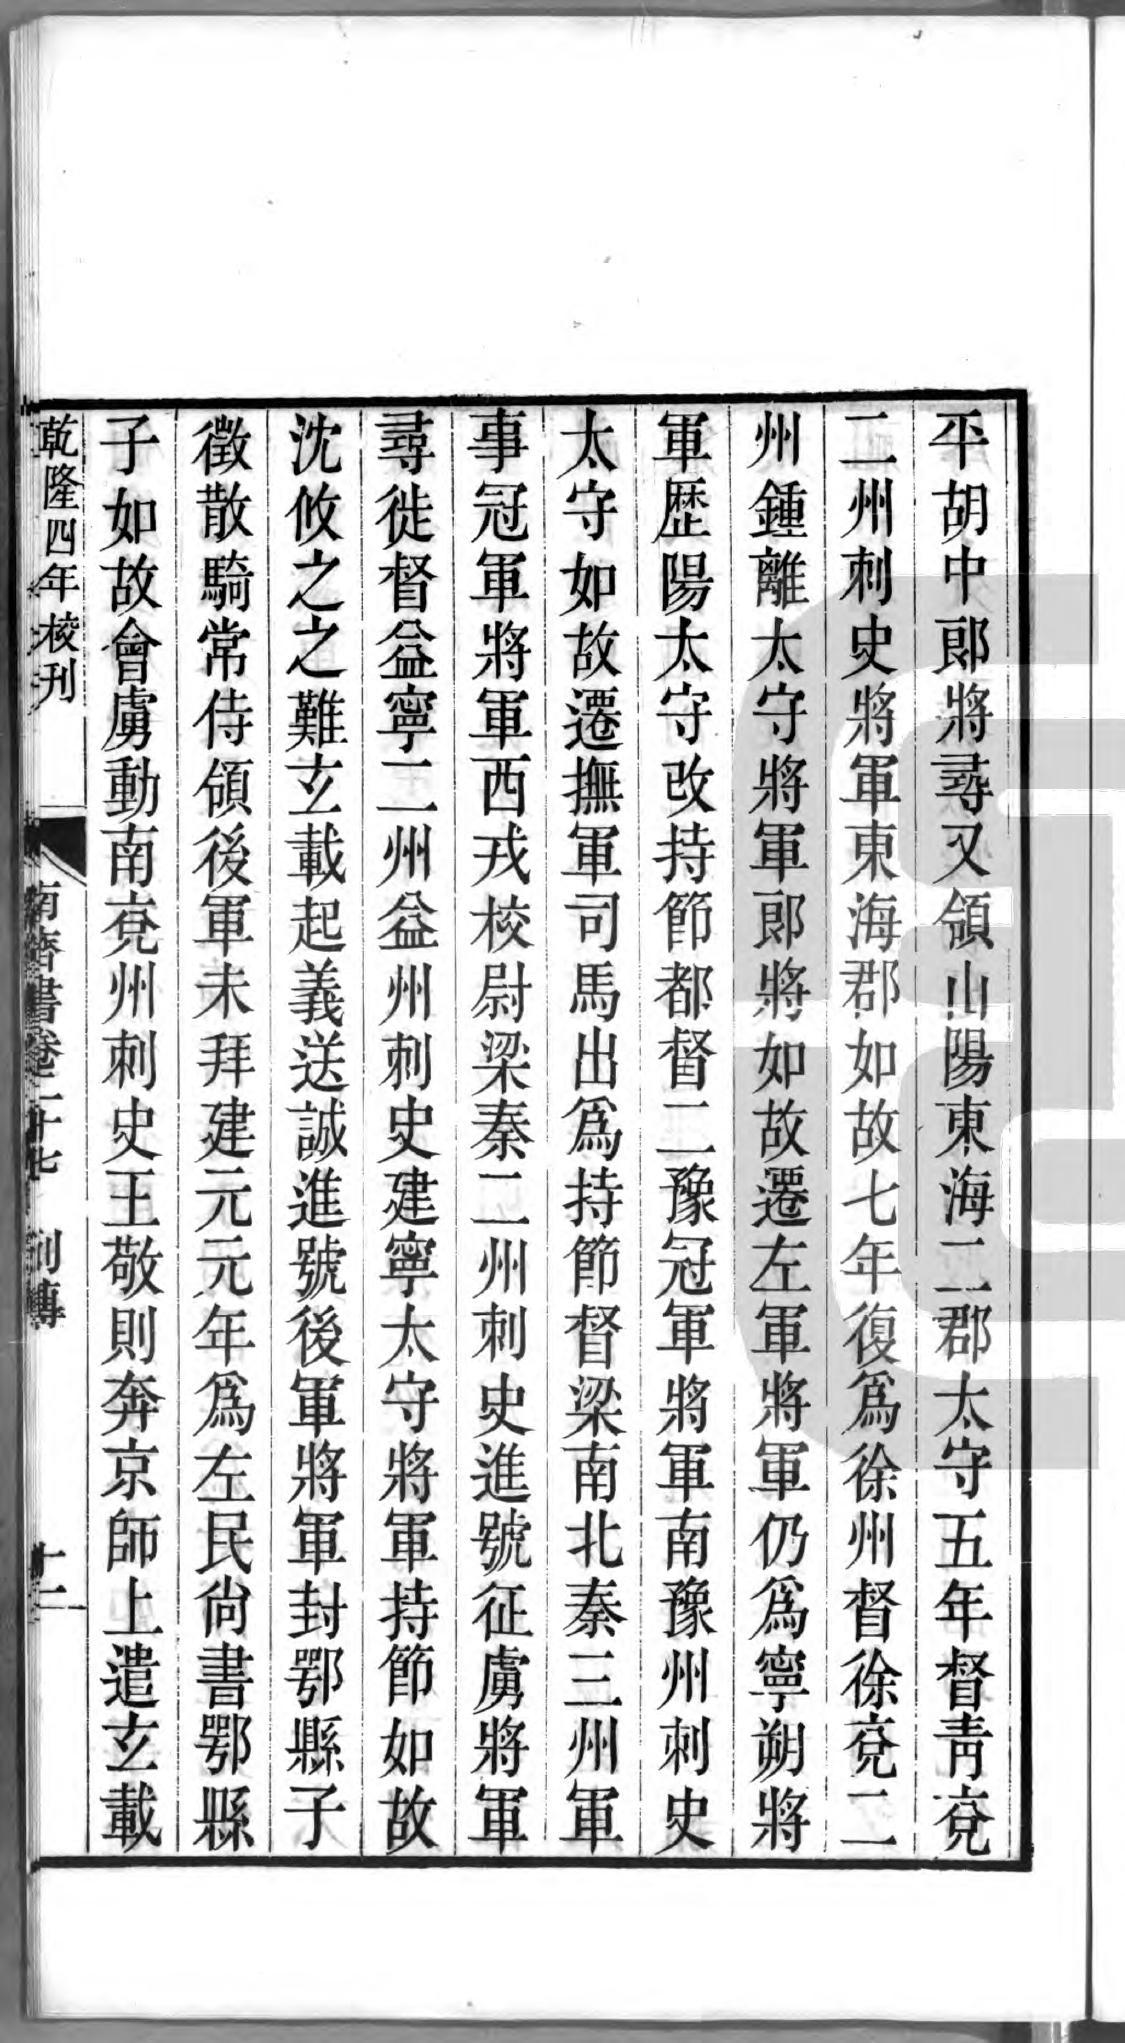 平胡中郎將尋又領山陽東海二郡太守五年督青兗
二州刺史將軍東海郡如故七年復爲徐州督徐兗二
州鍾離太守將軍郎將如故遷左軍將軍仍爲寧朔將
軍歷陽太守改持節都督二豫冠軍將軍南豫州刺史
太守如故遷撫軍司馬出爲持節督梁南北秦三州軍
事冠軍將軍西戎校尉梁秦二州刺史進號征虜將軍
尋徙督益寧二州益州刺史建寧太守將軍持節如故
沈攸之之難玄載起義送誠進號後軍將軍封鄂縣子
徵散騎常侍領後軍未拜建元元年爲左民尚書鄂縣
子如故會虜動南兗州刺史王敬則奔京師上遣玄載
乾隆四年校刊
南齊書卷二十七 列傳
十二